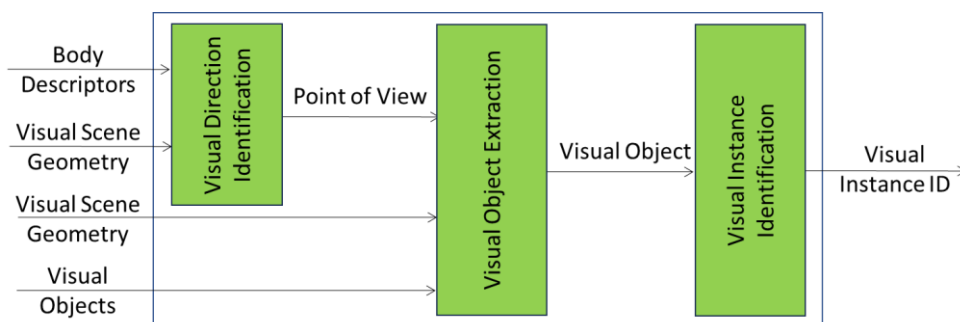 Body
Descriptors
Visual Scene
Geometry
Visual Scene
Geometry
Visual
Objects
Visual Direction
Identification
Point of View
Visual Object Extraction
Visual Object
Visual Instance
Identification
Visual
Instance ID